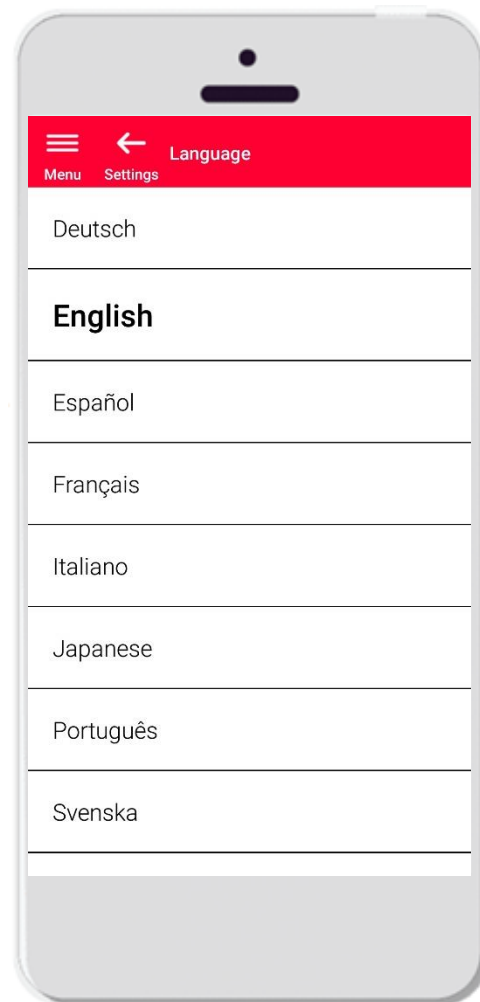 Language
Menu Settings
Deutsch
English
Español
Français
Italiano
Japanese
Português
Svenska